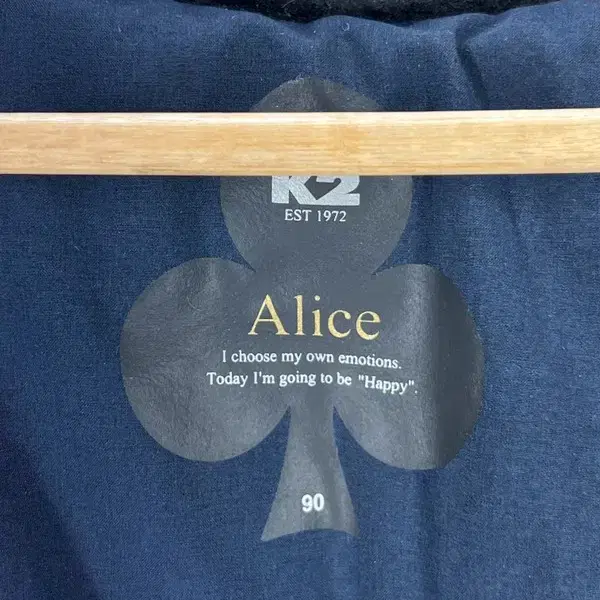 K2
EST 1972
Alice
I choose my own emotions.
Today I'm going to be "Happy".
90